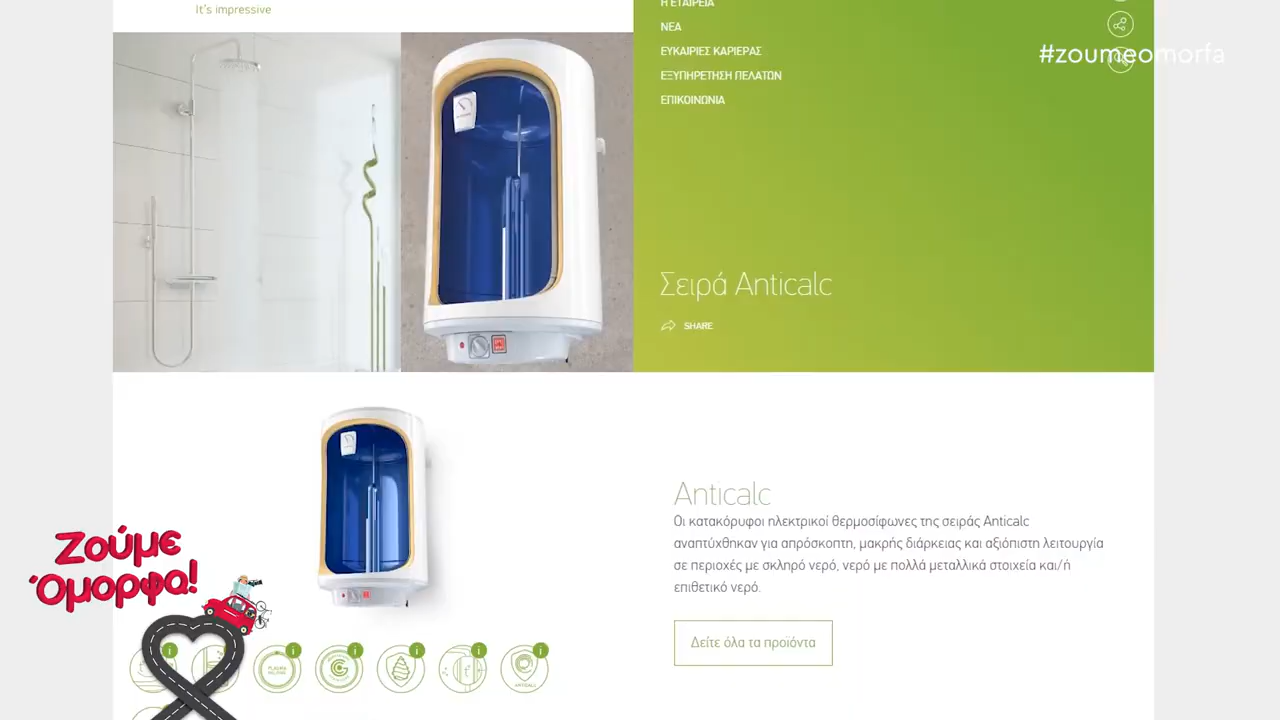 It's impressive
Η ΕΤΑΙΡΕΙΑ
ΝΕΑ
ΕΥΚΑΙΡΙΕΣ ΚΑΡΙΕΡΑΣ
ΕΞΥΠΗΡΕΤΗΣΗ ΠΕΛΑΤΩΝ
ΕΠΙΚΟΙΝΩΝΙΑ
#zoumeomorfa
Σειρά Anticalc
SHARE
Anticalc
Οι κατακόρυφοι ηλεκτρικοί θερμοσίφωνες της σειράς Anticalc
αναπτύχθηκαν για απρόσκοπτη, μακρής διάρκειας και αξιόπιστη λειτουργία
σε περιοχές με σκληρό νερό, νερό με πολλά μεταλλικά στοιχεία και/ή
επιθετικό νερό.
Δείτε όλα τα προϊόντα
Ζούμε
Όμορφα!